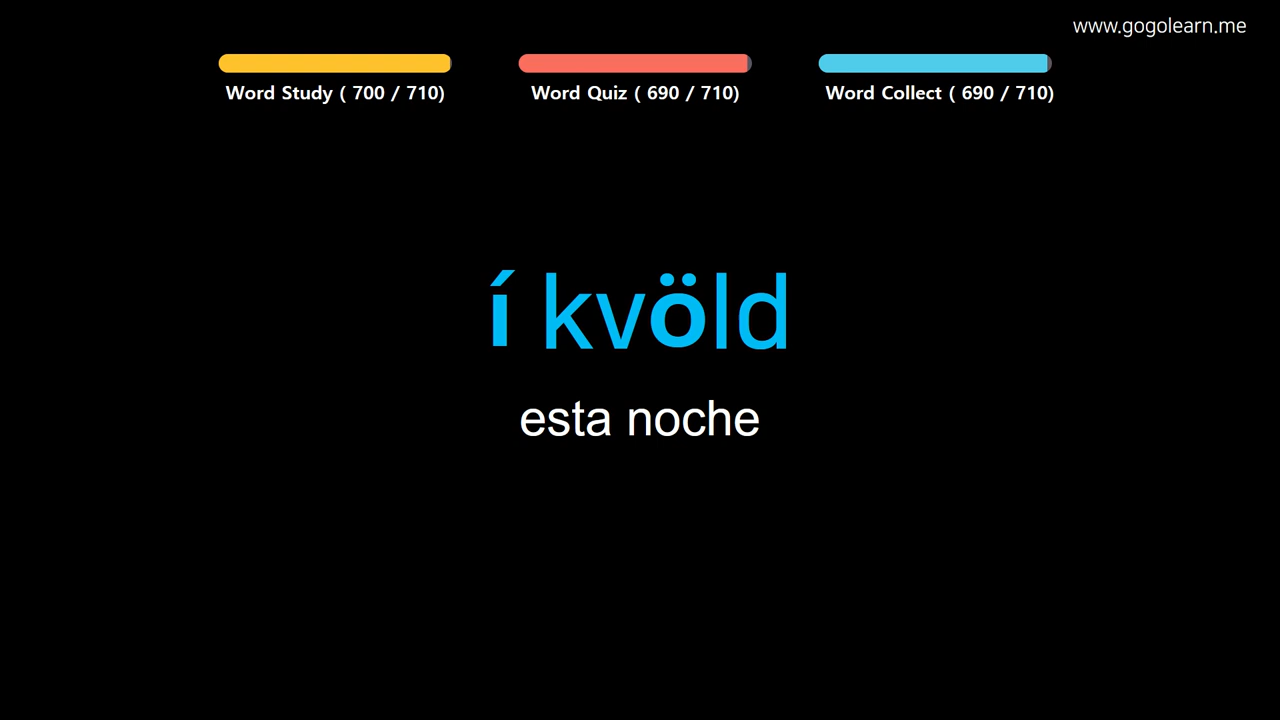 www.gogolearn.me
Word Study ( 700 / 710)
Word Quiz ( 690 / 710)
Word Collect ( 690 / 710)
í kvöld
esta noche